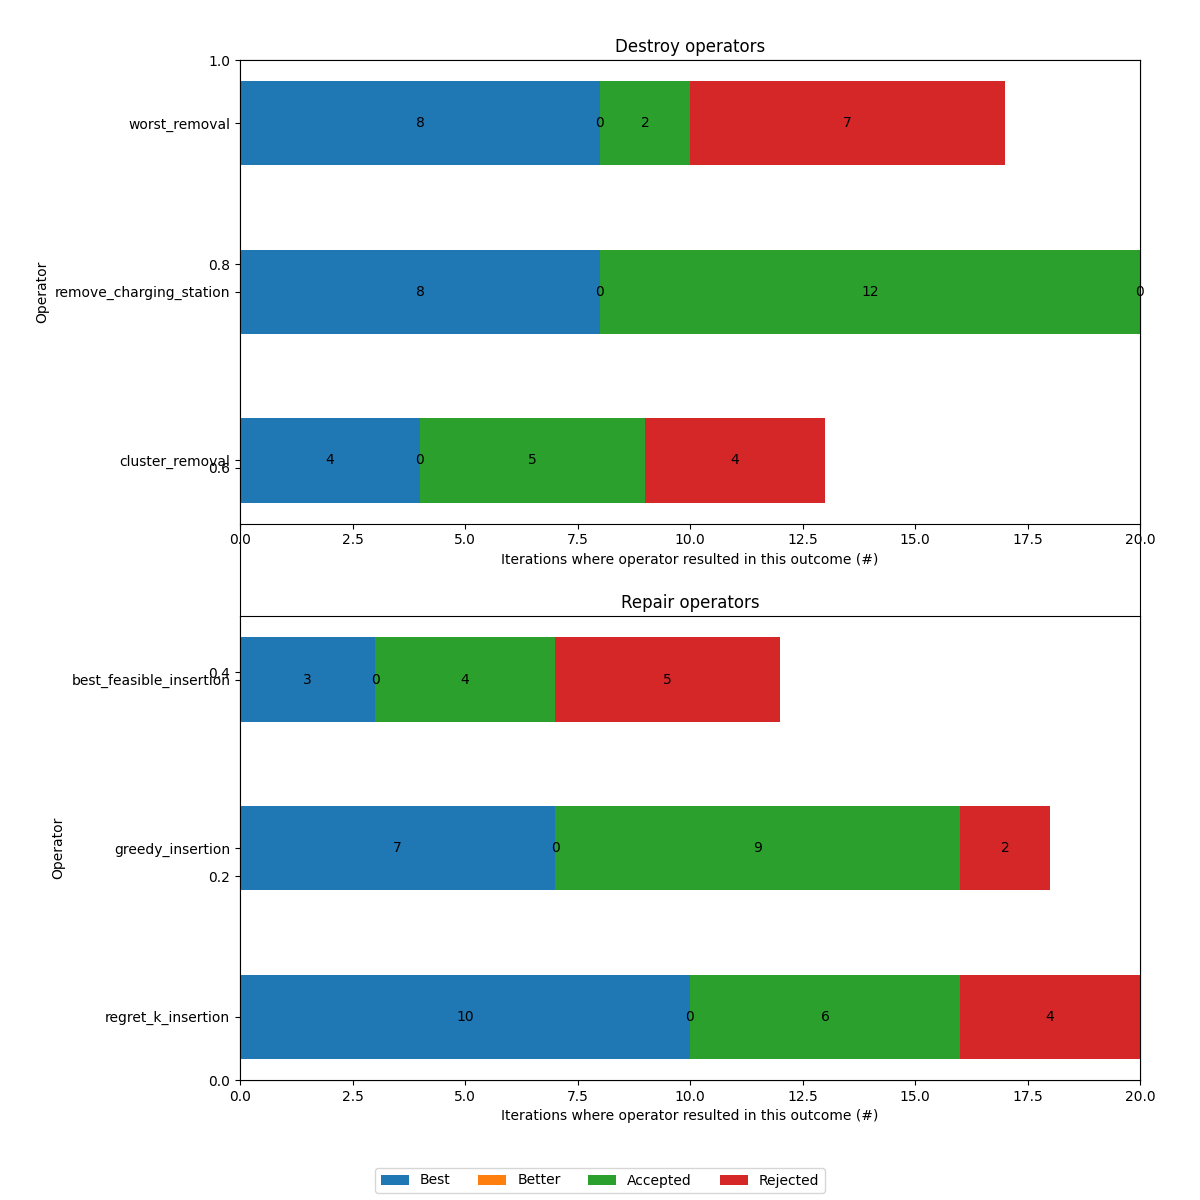 Destroy operators
1.0
worst_removal 8 0 2 7
0.8
Operator
remove_charging_station 8 0 12 0
cluster_removal 4 0 5 4
0.6
0.0 2.5 5.0 7.5 10.0 12.5 15.0 17.5 20.0
Iterations where operator resulted in this outcome (#)
Repair operators
0.4
best_feasible_insertion 3 0 4 5
Operator
greedy_insertion 7 0 9 2
0.2
regret_k_insertion 10 0 6 4
0.0
0.0 2.5 5.0 7.5 10.0 12.5 15.0 17.5 20.0
Iterations where operator resulted in this outcome (#)
Best Better Accepted Rejected